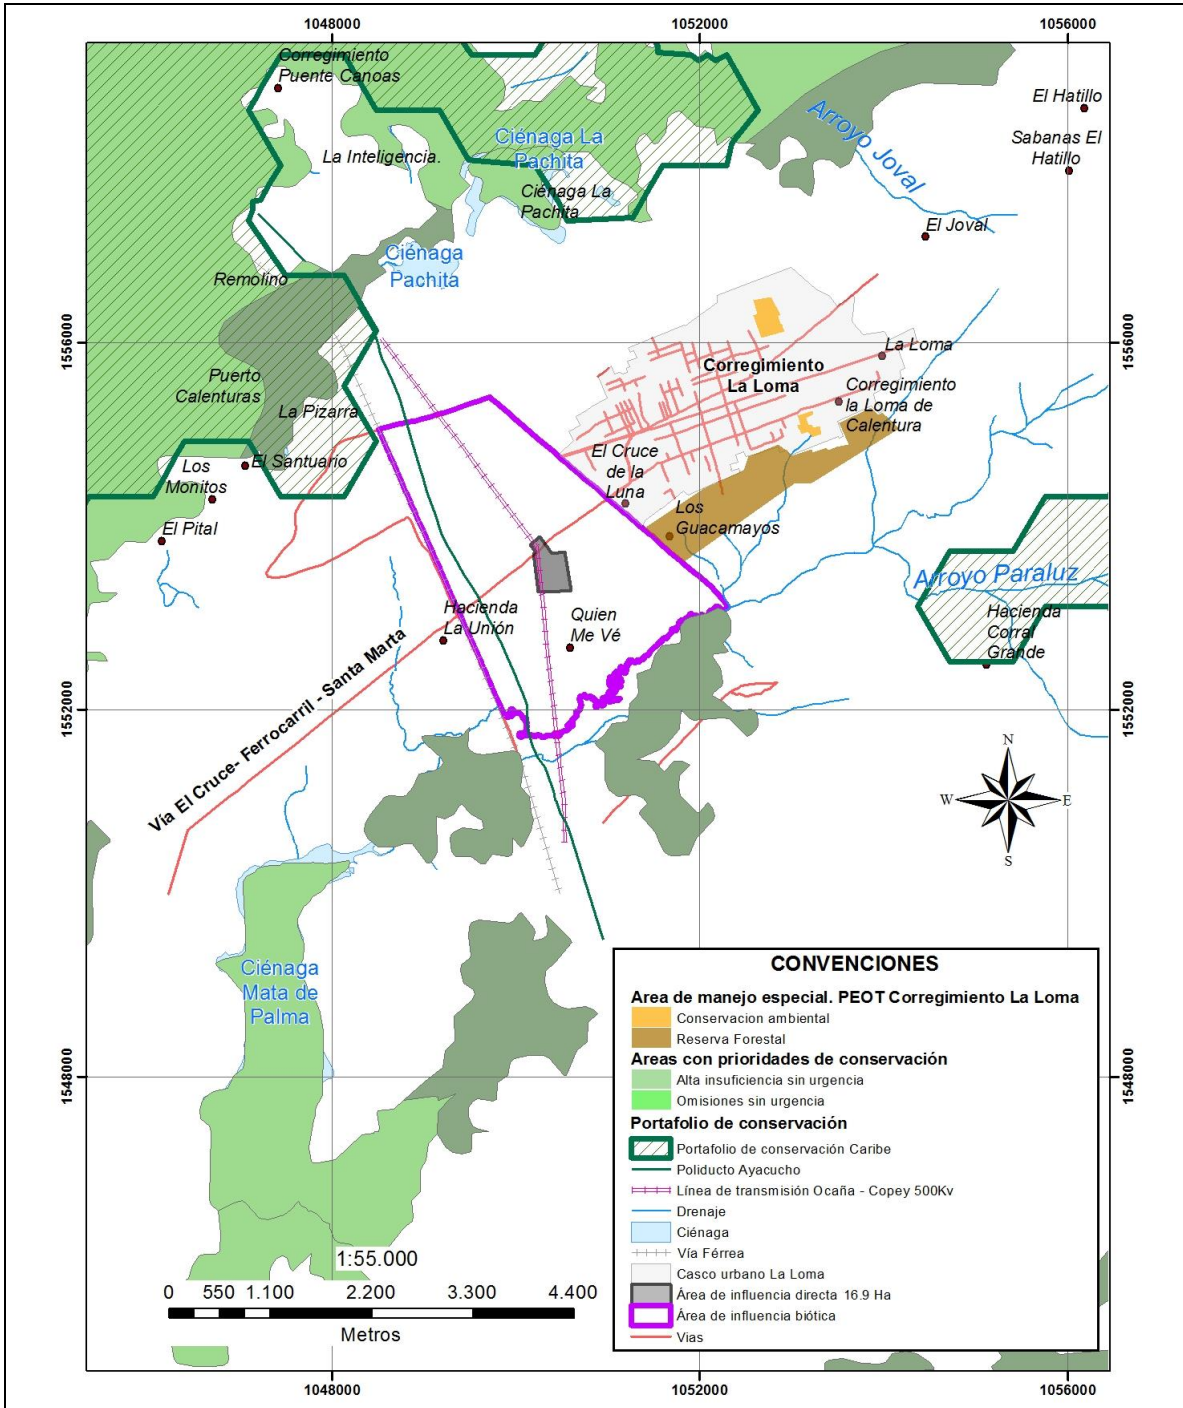 1048000
1052000
1056000
Corregimiento
Puente Canoas
El Hatillo
Sabanas El
Hatillo
Arroyo Joval
Ciénaga La
Pachita
La Inteligencia.
Ciénaga La
Pachita
El Joval
Ciénaga
Pachita
Remolino
1556000
1556000
La Loma
Corregimiento
La Loma
Puerto
Calenturas
Corregimiento
la Loma de
Calentura
La Pizarra
El Cruce
de la
Luna
El Santuario
Los
Monitos
Los
Guacamayos
El Pital
Arroyo Paraluz
Hacienda
La Unión
Quien
Me Vé
Hacienda
Corral
Grande
Vía El Cruce- Ferrocarril - Santa Marta
1552000
1552000
N
W
E
S
Ciénaga
Mata de
Palma
1548000
1548000
CONVENCIONES
Area de manejo especial. PEOT Corregimiento La Loma
Conservacion ambiental
Reserva Forestal
Areas con prioridades de conservación
Alta insuficiencia sin urgencia
Omisiones sin urgencia
Portafolio de conservación
Portafolio de conservación Caribe
Poliducto Ayacucho
Línea de transmisión Ocaña - Copey 500Kv
Drenaje
Ciénaga
Vía Férrea
Casco urbano La Loma
Área de influencia directa 16.9 Ha
Área de influencia biótica
Vias
1:55.000
0 550 1.100 2.200 3.300 4.400
Metros
1048000
1052000
1056000